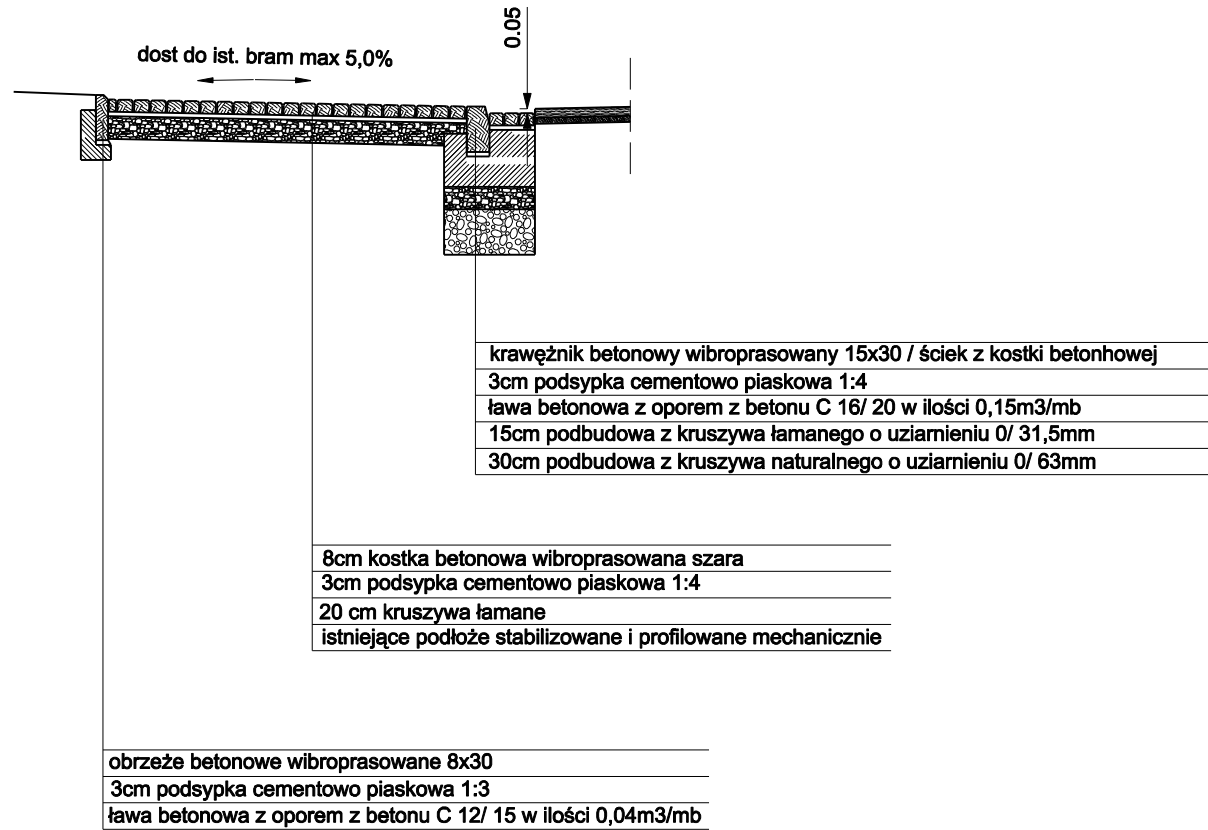 0.05
dost do ist. bram max 5,0%
krawężnik betonowy wibroprasowany 15x30 / ściek z kostki betonhowej
3cm podsypka cementowo piaskowa 1:4
ława betonowa z oporem z betonu C 16/ 20 w ilości 0,15m3/mb
15cm podbudowa z kruszywa łamanego o uziarnieniu 0/ 31,5mm
30cm podbudowa z kruszywa naturalnego o uziarnieniu 0/ 63mm
8cm kostka betonowa wibroprasowana szara
3cm podsypka cementowo piaskowa 1:4
20 cm kruszywa łamane
istniejące podłoże stabilizowane i profilowane mechanicznie
obrzeże betonowe wibroprasowane 8x30
3cm podsypka cementowo piaskowa 1:3
ława betonowa z oporem z betonu C 12/ 15 w ilości 0,04m3/mb